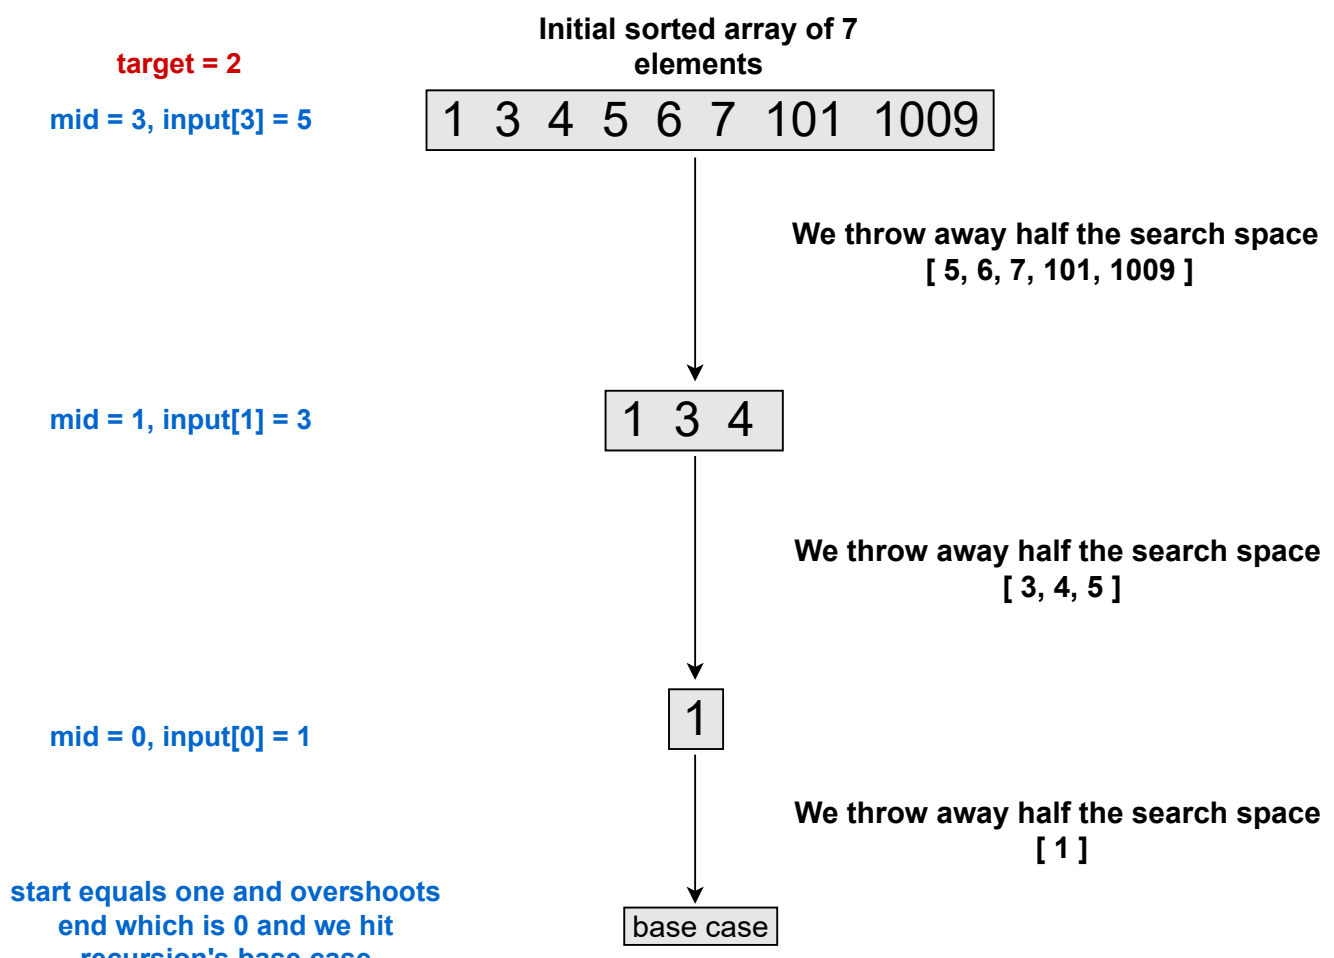 Initial sorted array of 7
elements
target = 2
mid = 3, input[3] = 5
1 3 4 5 6 7 101 1009
We throw away half the search space
[ 5, 6, 7, 101, 1009 ]
mid = 1, input[1] = 3
1 3 4
We throw away half the search space
[ 3, 4, 5 ]
mid = 0, input[0] = 1
1
We throw away half the search space
[ 1 ]
start equals one and overshoots
end which is 0 and we hit
recursion's base case
base case